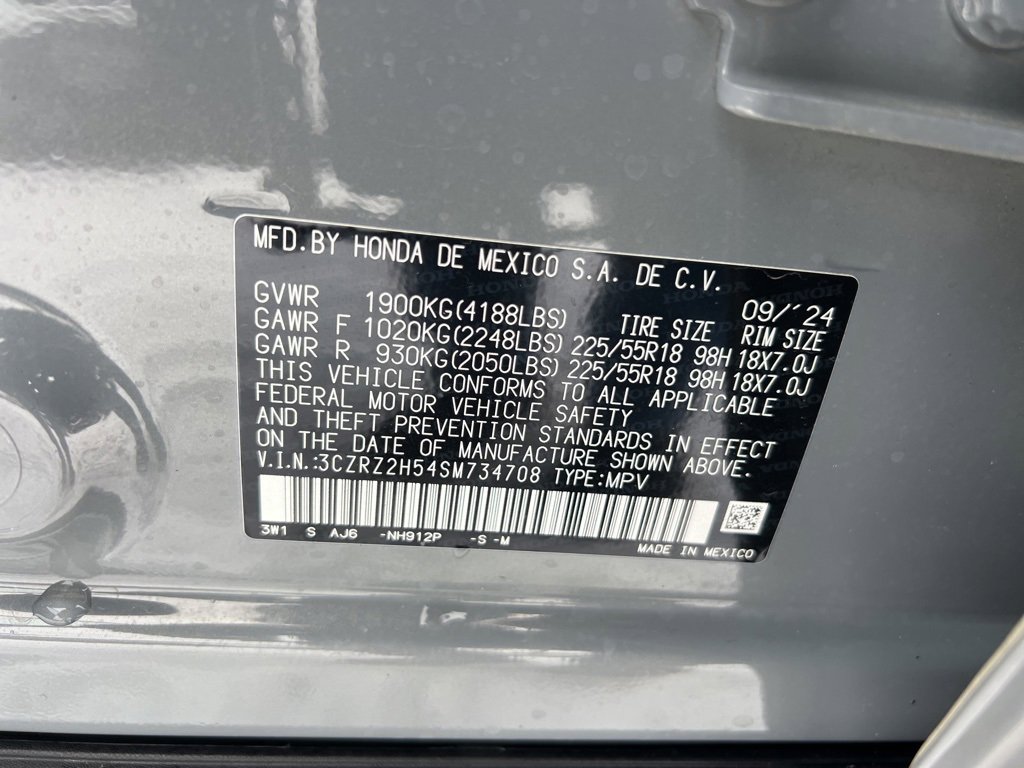 MFD. BY HONDA DE MEXICO S.A. DE C.V.
09/'24
GVWR 1900KG(4188LBS) TIRE SIZE RIM SIZE
GAWR F 1020KG(2248LBS) 225/55R18 98H 18X7.0J
GAWR R 930KG(2050LBS) 225/55R18 98H 18X7.0J
THIS VEHICLE CONFORMS TO ALL APPLICABLE
FEDERAL MOTOR VEHICLE SAFETY
AND THEFT PREVENTION STANDARDS IN EFFECT
ON THE DATE OF MANUFACTURE SHOWN ABOVE.
V.I.N.:3CZRZ2H54SM734708 TYPE:MPV
3W1 S AJ6 -NH912P -S -M
MADE IN MEXICO